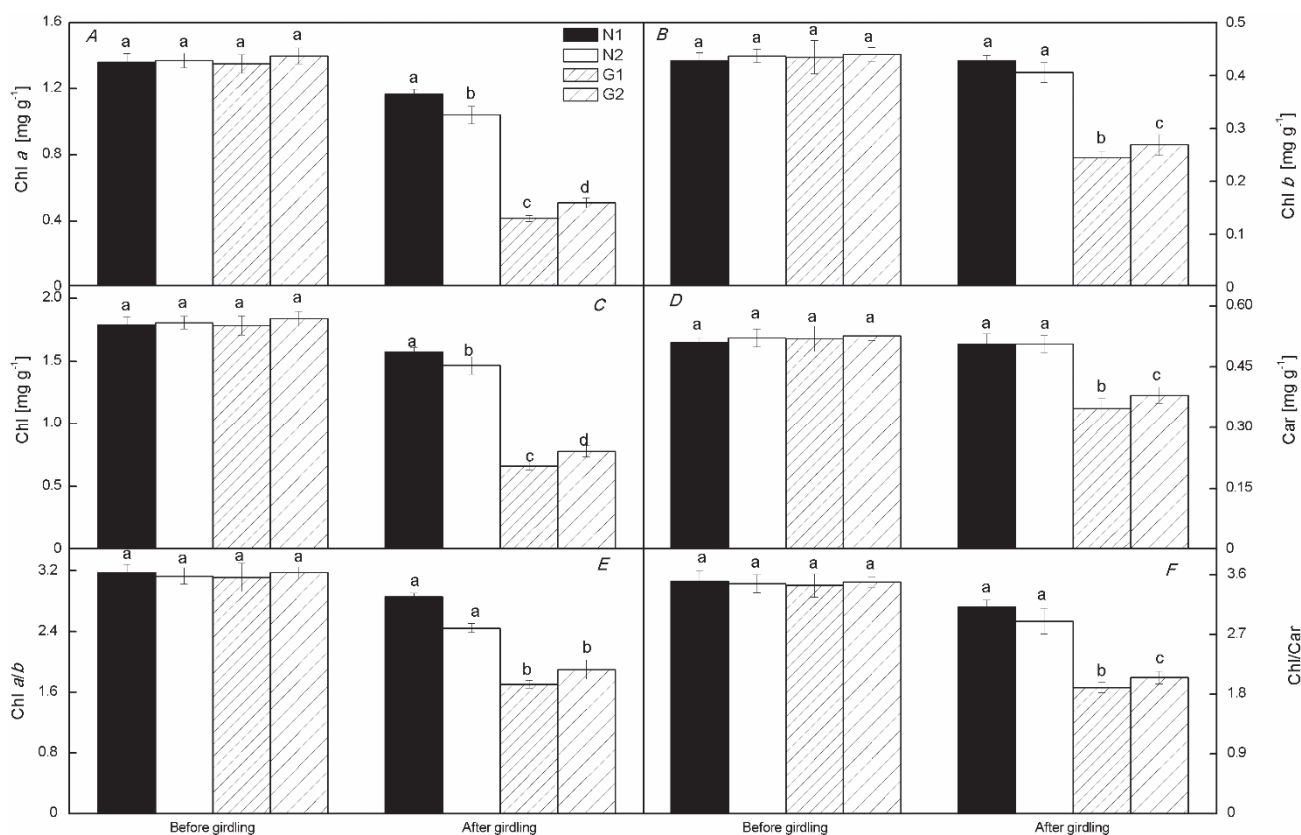 1.6
1.2
0.8
0.4
0
Chl a [mg g⁻¹]
A
a a a a
a b c d
N1
N2
G1
G2
B
a a a a
a a b c
0.5
0.4
0.3
0.2
0.1
0
Chl b [mg g⁻¹]
2.0
1.5
1.0
0.5
0
Chl [mg g⁻¹]
C
a a a a
a b c d
D
a a a a
a a b c
0.60
0.45
0.30
0.15
0
Car [mg g⁻¹]
3.2
2.4
1.6
0.8
0
Chl a/b
E
a a a a
a a b b
F
a a a a
a a b c
3.6
2.7
1.8
0.9
0
Chl/Car
Before girdling After girdling Before girdling After girdling